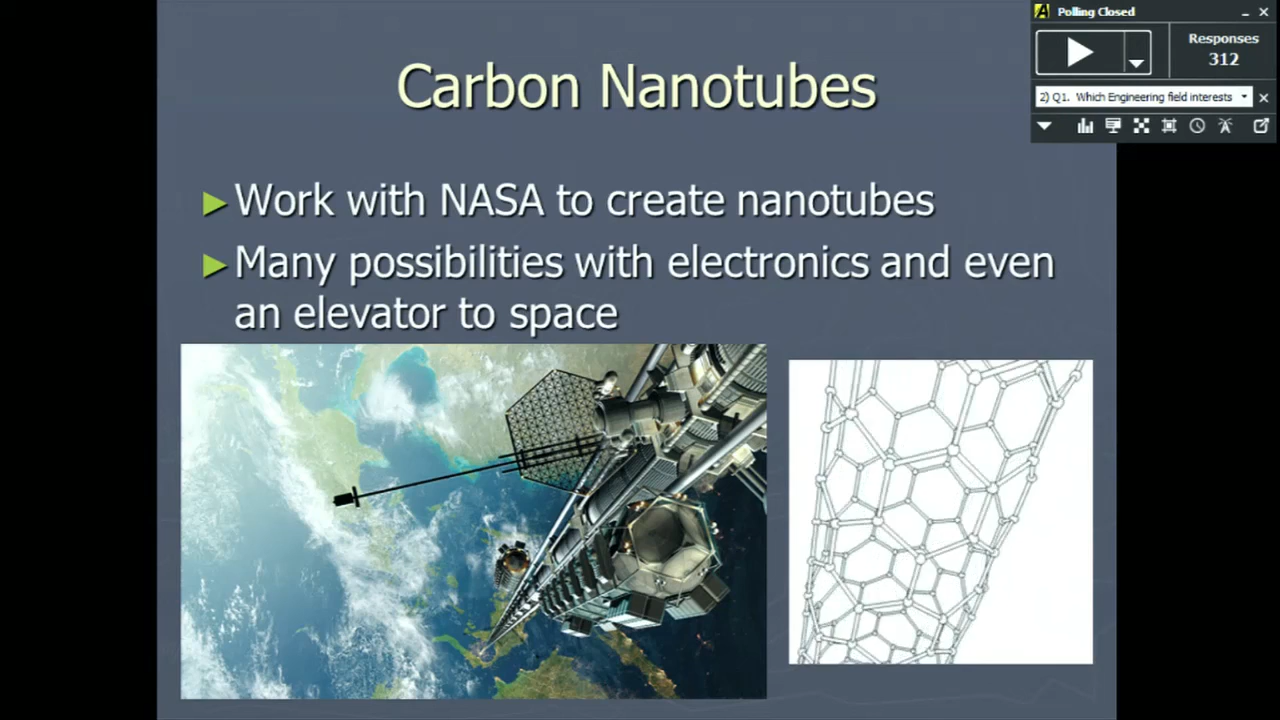 Polling Closed
Responses
312
2) Q1. Which Engineering field interests
Carbon Nanotubes
Work with NASA to create nanotubes
Many possibilities with electronics and even
an elevator to space